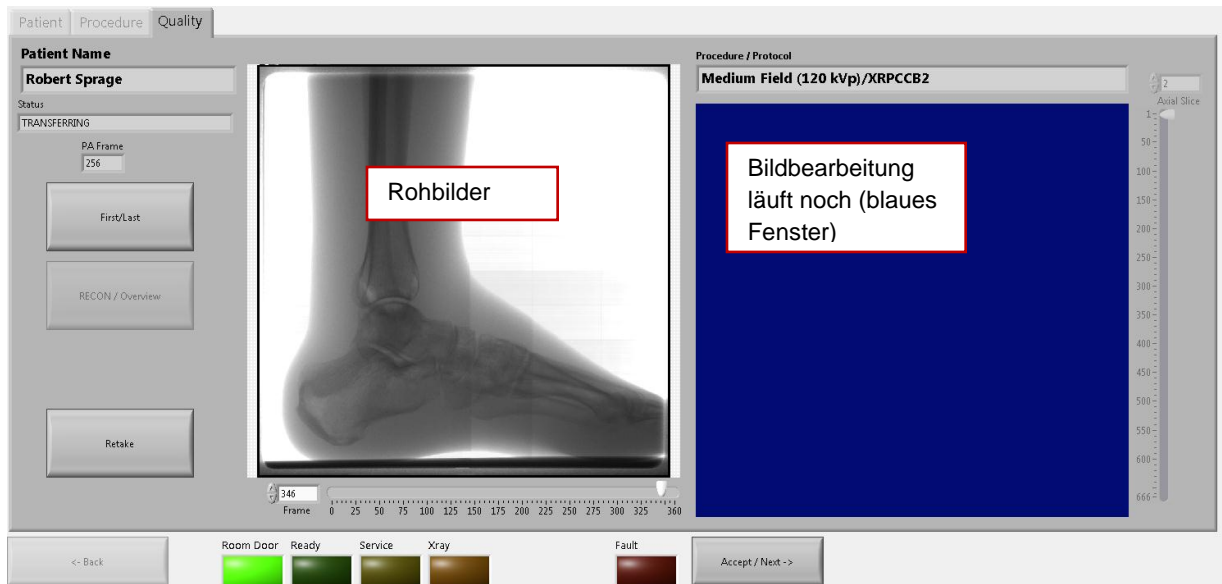 Patient
Procedure
Quality
Patient Name
Robert Sprage
Status
TRANSFERRING
PA Frame
256
First/Last
RECON / Overview
Retake
Rohbilder
346
Frame
0 25 50 75 100 125 150 175 200 225 250 275 300 325 360
Procedure / Protocol
Medium Field (120 kVp)/XRPCCB2
Bildbearbeitung
läuft noch (blaues
Fenster)
2
Axial Slice
1
50
100
150
200
250
300
350
400
450
500
550
600
666
<- Back
Room Door
Ready
Service
Xray
Fault
Accept / Next ->